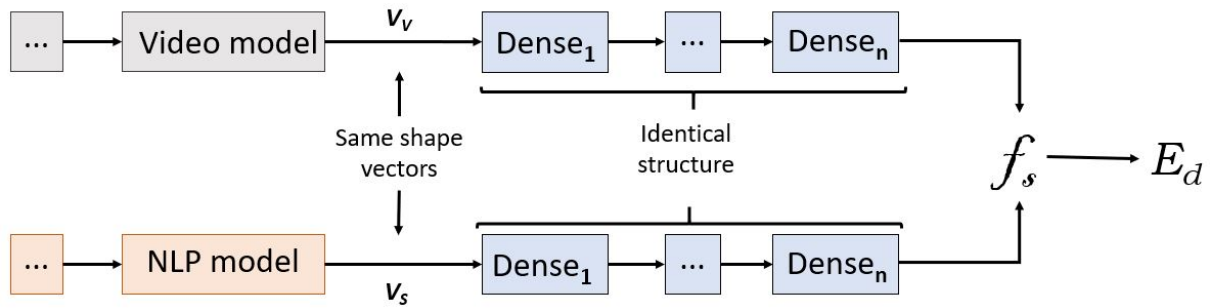 V_V
... Video model Dense_1 ... Dense_n
Same shape
vectors
Identical
structure
f_s E_d
... NLP model Dense_1 ... Dense_n
V_S